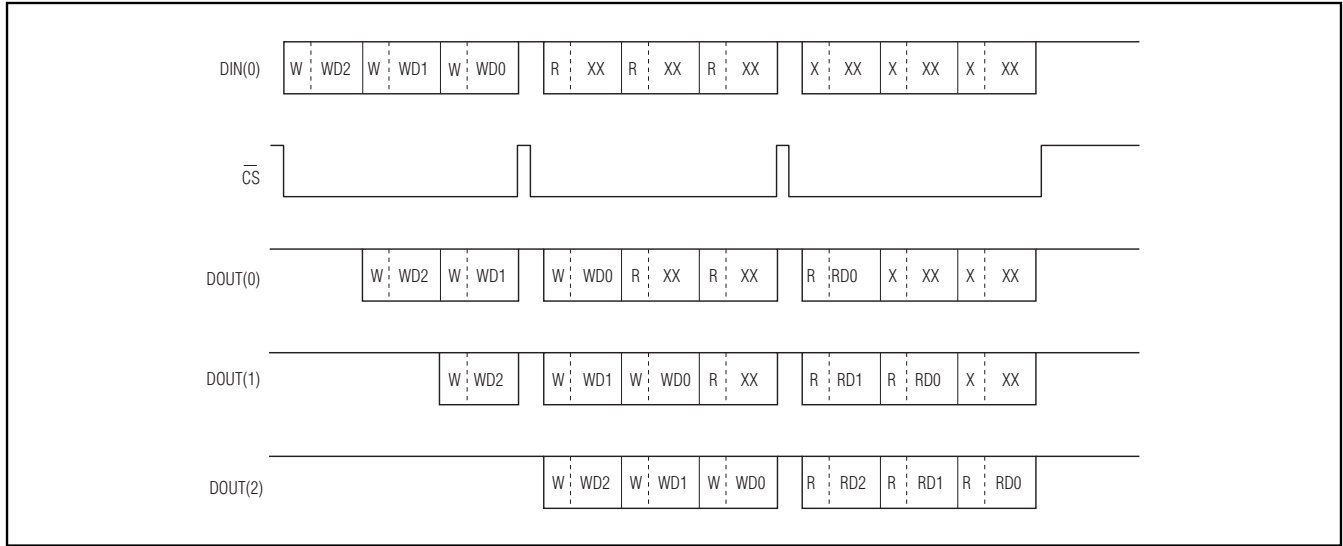 DIN(0) W WD2 W WD1 W WD0 R XX R XX R XX X XX X XX X XX
C̅S̅
DOUT(0) W WD2 W WD1 W WD0 R XX R XX R RD0 X XX X XX
DOUT(1) W WD2 W WD1 W WD0 R XX R RD1 R RD0 X XX
DOUT(2) W WD2 W WD1 W WD0 R RD2 R RD1 R RD0